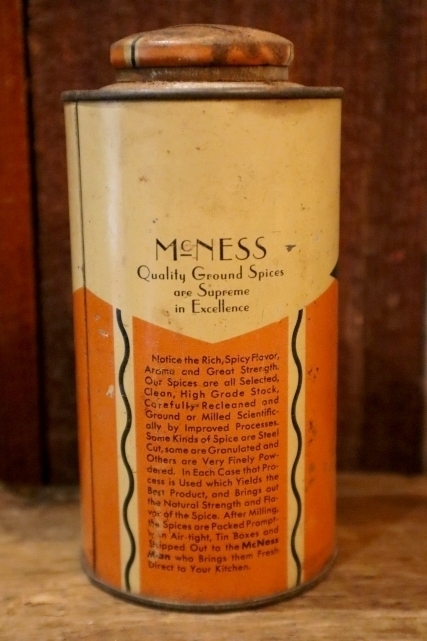 McNESS
Quality Ground Spices
are Supreme
in Excellence
Notice the Rich, Spicy Flavor,
Aroma and Great Strength.
Our Spices are all Selected,
Clean, High Grade Stock,
Carefully Recleaned and
Ground or Milled Scientific-
ally by Improved Processes.
Some Kinds of Spice are Steel
Cut, some are Granulated and
Others are Very Finely Pow-
dered. In Each Case that Pro-
cess is Used which Yields the
Best Product, and Brings out
the Natural Strength and Fla-
vor of the Spice. After Milling,
the Spices are Packed Prompt-
ly in Air-tight, Tin Boxes and
Shipped Out to the McNess
Man who Brings them Fresh
Direct to Your Kitchen.